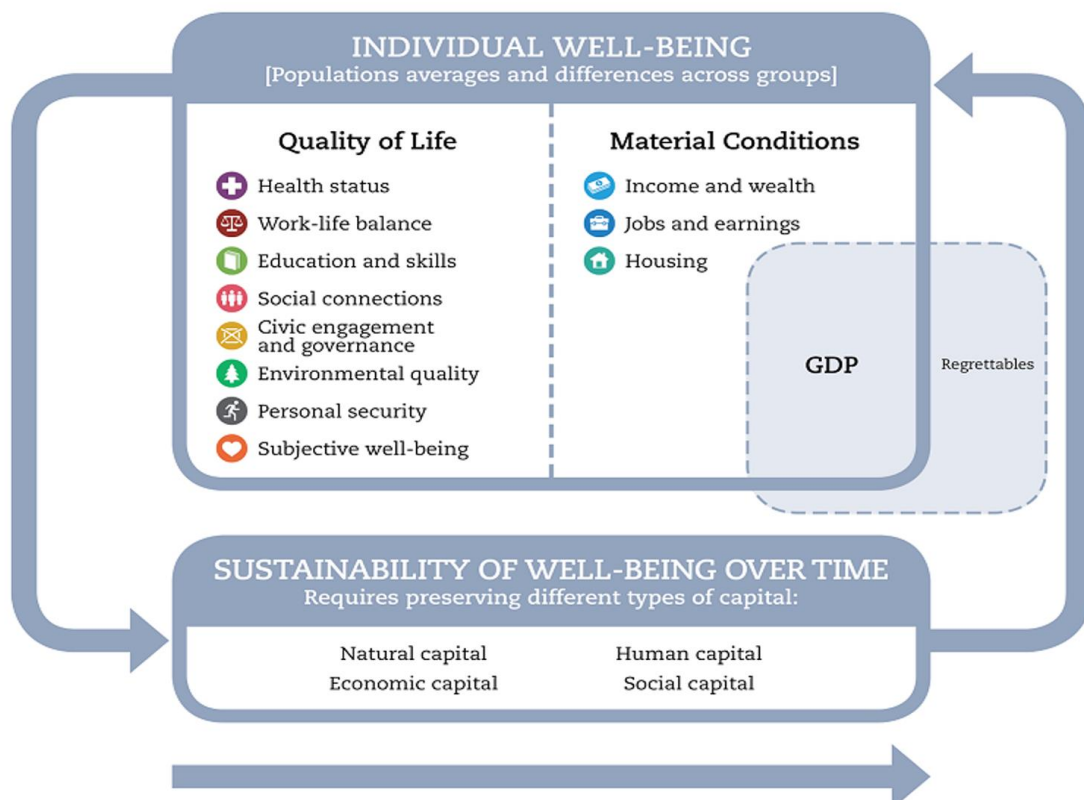 INDIVIDUAL WELL-BEING
[Populations averages and differences across groups]
Quality of Life
Health status
Work-life balance
Education and skills
Social connections
Civic engagement
and governance
Environmental quality
Personal security
Subjective well-being
Material Conditions
Income and wealth
Jobs and earnings
Housing
GDP
Regrettables
SUSTAINABILITY OF WELL-BEING OVER TIME
Requires preserving different types of capital:
Natural capital
Economic capital
Human capital
Social capital